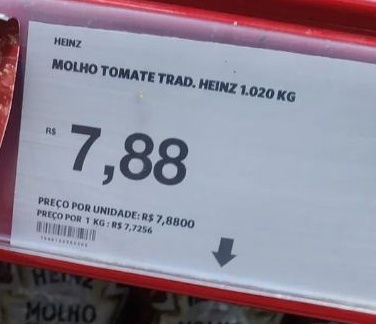 HEINZ
MOLHO TOMATE TRAD. HEINZ 1.020 KG
R$ 7,88
PREÇO POR UNIDADE: R$ 7,8800
PREÇO POR 1 KG : R$ 7,7256
HEINZ
MOLHO